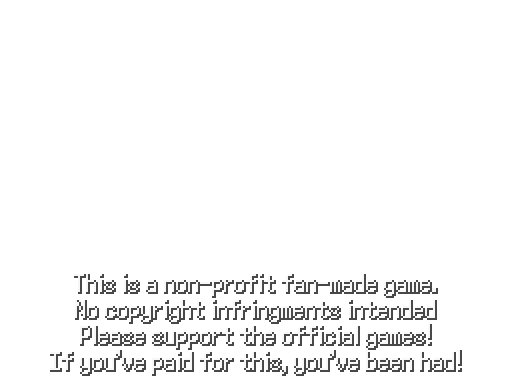 This is a non-profit fan-made game.
No copyright infringments intended
Please support the official games!
If you've paid for this, you've been had!